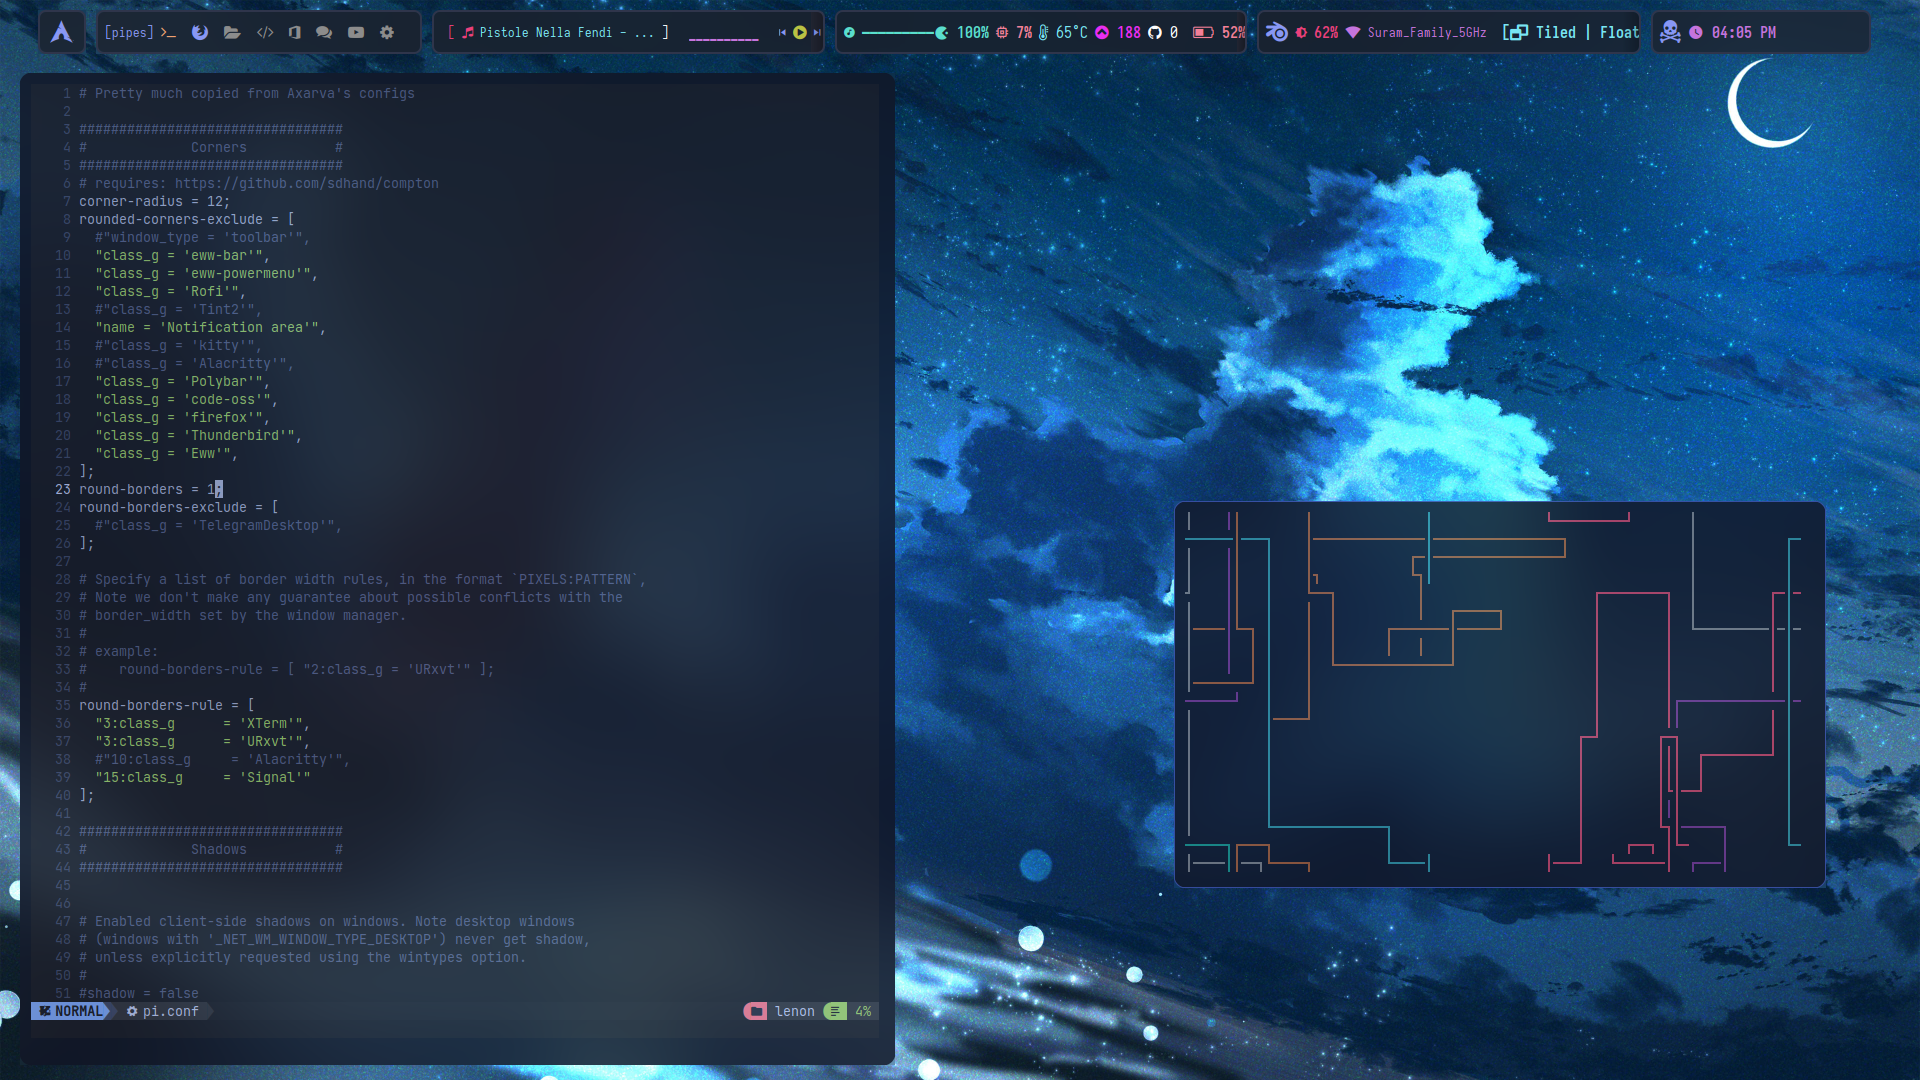 [pipes]
[ Pistole Nella Fendi - ... ]
100% 7% 65°C 188 0 52%
62% Suram_Family_5GHz Tiled | Float
04:05 PM
1 # Pretty much copied from Axarva's configs
2
3 #################################
4 #             Corners           #
5 #################################
6 # requires: https://github.com/sdhand/compton
7 corner-radius = 12;
8 rounded-corners-exclude = [
9   #"window_type = 'toolbar'",
10   "class_g = 'eww-bar'",
11   "class_g = 'eww-powermenu'",
12   "class_g = 'Rofi'",
13   #"class_g = 'Tint2'",
14   "name = 'Notification area'",
15   #"class_g = 'kitty'",
16   #"class_g = 'Alacritty'",
17   "class_g = 'Polybar'",
18   "class_g = 'code-oss'",
19   "class_g = 'firefox'",
20   "class_g = 'Thunderbird'",
21   "class_g = 'Eww'",
22 ];
23 round-borders = 1;
24 round-borders-exclude = [
25   #"class_g = 'TelegramDesktop'",
26 ];
27
28 # Specify a list of border width rules, in the format `PIXELS:PATTERN`,
29 # Note we don't make any guarantee about possible conflicts with the
30 # border_width set by the window manager.
31 #
32 # example:
33 #    round-borders-rule = [ "2:class_g = 'URxvt'" ];
34 #
35 round-borders-rule = [
36   "3:class_g      = 'XTerm'",
37   "3:class_g      = 'URxvt'",
38   #"10:class_g     = 'Alacritty'",
39   "15:class_g     = 'Signal'"
40 ];
41
42 #################################
43 #             Shadows           #
44 #################################
45
46
47 # Enabled client-side shadows on windows. Note desktop windows
48 # (windows with '_NET_WM_WINDOW_TYPE_DESKTOP') never get shadow,
49 # unless explicitly requested using the wintypes option.
50 #
51 #shadow = false
NORMAL pi.conf lenon 4%